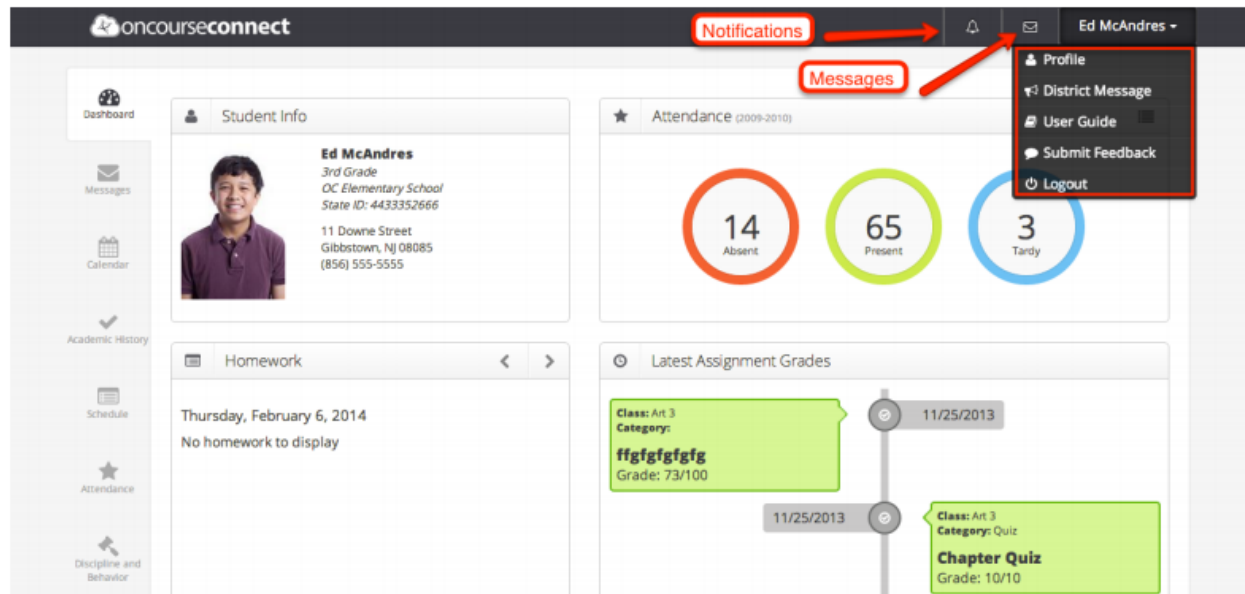 oncourseconnect
Notifications
Ed McAndres
Messages
Profile
District Message
User Guide
Submit Feedback
Logout
Dashboard
Messages
Calendar
Academic History
Schedule
Attendance
Discipline and
Behavior
Student Info
Ed McAndres
3rd Grade
OC Elementary School
State ID: 4433352666
11 Downe Street
Gibbstown, NJ 08085
(856) 555-5555
Attendance (2009-2010)
14
Absent
65
Present
3
Tardy
Homework
Thursday, February 6, 2014
No homework to display
Latest Assignment Grades
Class: Art 3
Category:
ffgfgfgfgfg
Grade: 73/100
11/25/2013
11/25/2013
Class: Art 3
Category: Quiz
Chapter Quiz
Grade: 10/10